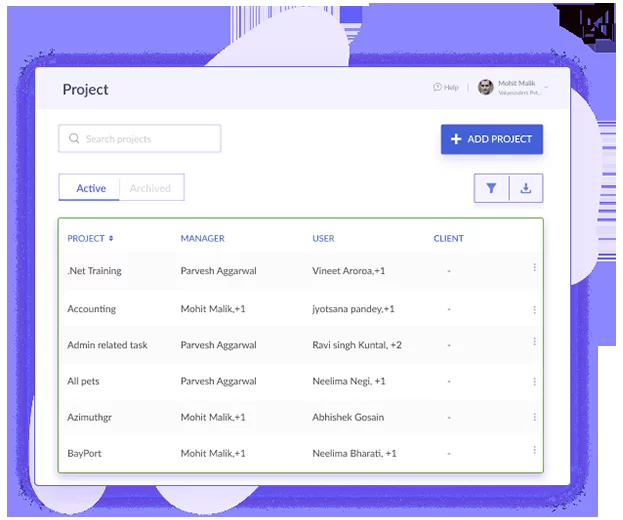 Project
Help
Mohit Malik
Search projects
+ ADD PROJECT
Active Archived
PROJECT MANAGER USER CLIENT
.Net Training Parvesh Aggarwal Vineet Aroroa,+1 -
Accounting Mohit Malik,+1 jyotsana pandey,+1 -
Admin related task Parvesh Aggarwal Ravi singh Kuntal, +2 -
All pets Parvesh Aggarwal Neelima Negi, +1 -
Azimuthgr Mohit Malik,+1 Abhishek Gosain -
BayPort Mohit Malik,+1 Neelima Bharati, +1 -